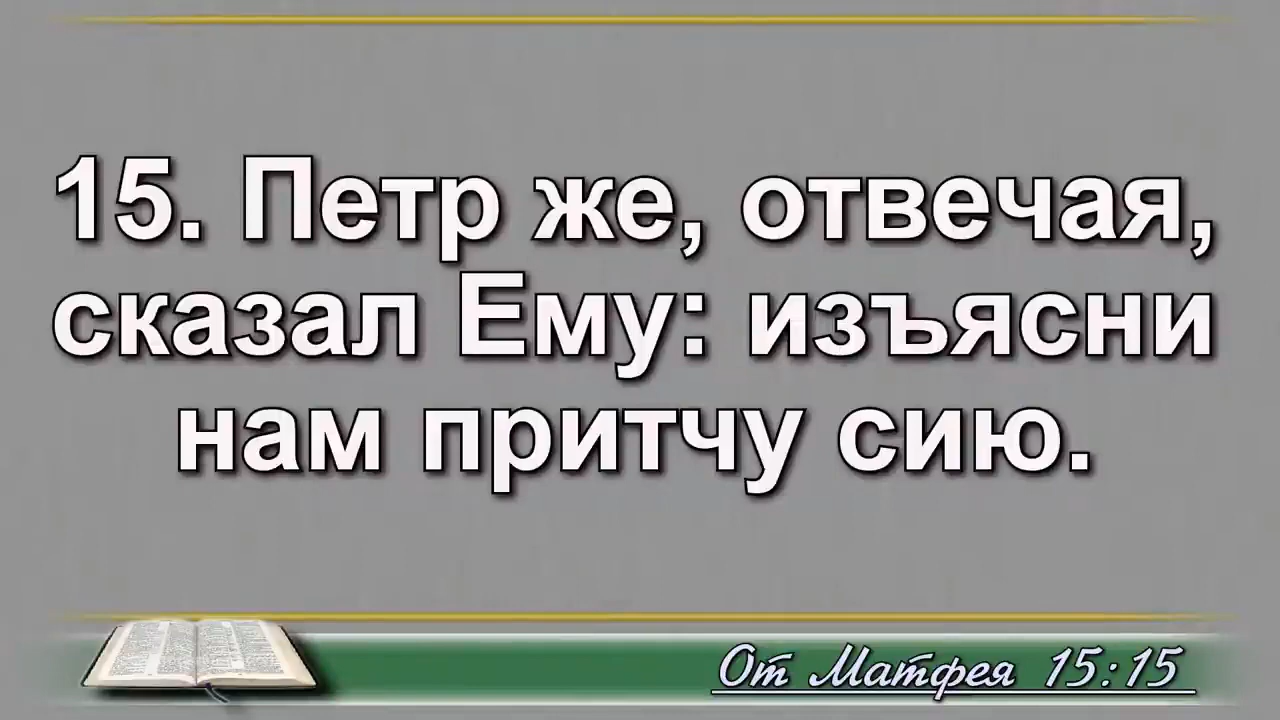 15. Петр же, отвечая,
сказал Ему: изъясни
нам притчу сию.
От Матфея 15:15